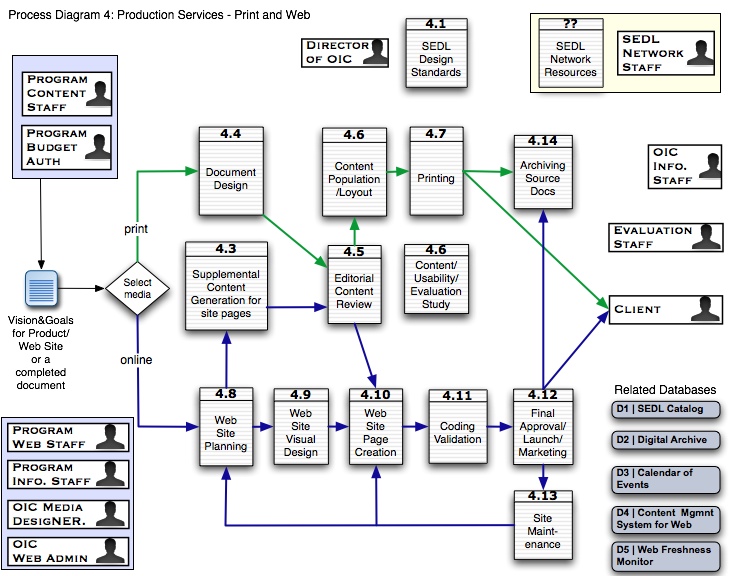 Process Diagram 4: Production Services - Print and Web
Director
of OIC
4.1
SEDL
Design
Standards
??
SEDL
Network
Resources
SEDL
Network
Staff
Program
Content
Staff
Program
Budget
Auth
4.4
Document
Design
4.6
Content
Population
/Loyout
4.7
Printing
4.14
Archiving
Source
Docs
OIC
Info.
Staff
print
4.3
Supplemental
Content
Generation for
site pages
4.5
Editorial
Content
Review
4.6
Content/
Usability/
Evaluation
Study
Evaluation
Staff
Select
media
Client
Vision&Goals
for Product/
Web Site
or a
completed
document
online
4.8
Web
Site
Planning
4.9
Web
Site
Visual
Design
4.10
Web
Site
Page
Creation
4.11
Coding
Validation
4.12
Final
Approval/
Launch/
Marketing
4.13
Site
Maint-
enance
Program
Web Staff
Program
Info. Staff
OIC Media
DesigNER.
OIC
Web Admin
Related Databases
D1 | SEDL Catalog
D2 | Digital Archive
D3 | Calendar of
Events
D4 | Content Mgmnt
System for Web
D5 | Web Freshness
Monitor